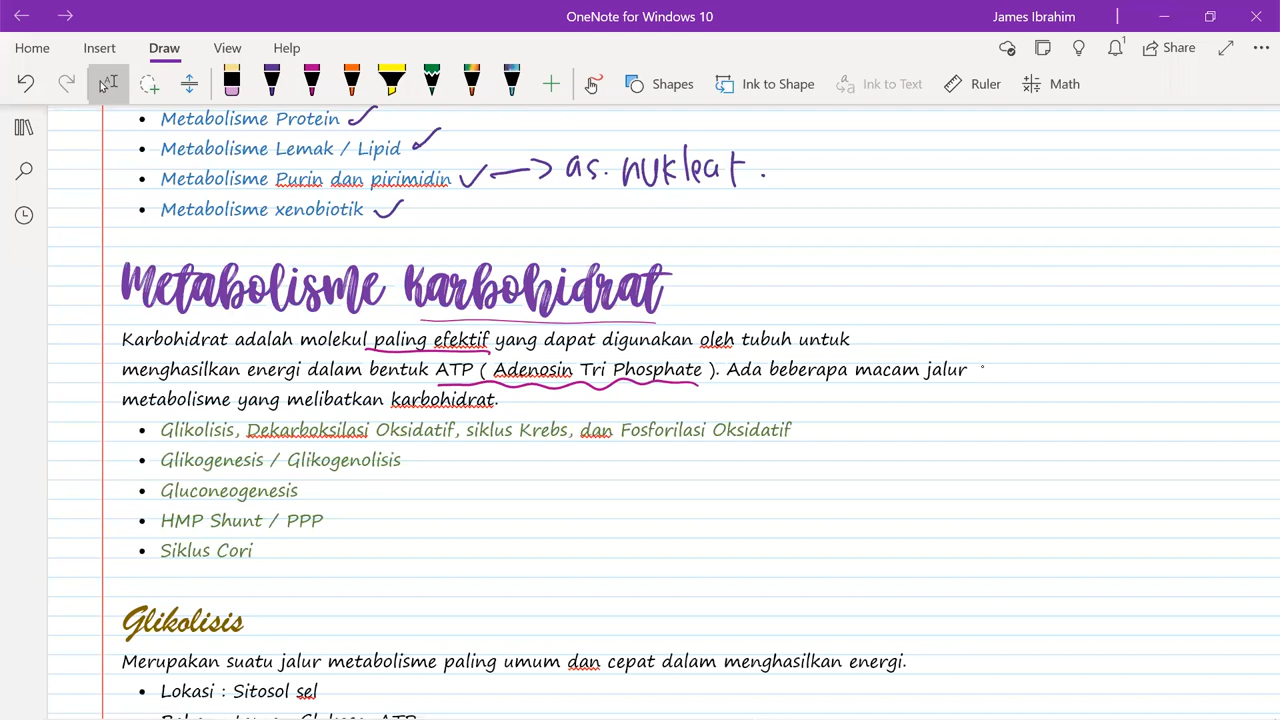 OneNote for Windows 10
James Ibrahim
Home Insert Draw View Help
1 Share
Shapes Ink to Shape Ink to Text Ruler Math
Metabolisme Protein
Metabolisme Lemak / Lipid
Metabolisme Purin dan pirimidin as. nukleat.
Metabolisme xenobiotik
Metabolisme Karbohidrat
Karbohidrat adalah molekul paling efektif yang dapat digunakan oleh tubuh untuk
menghasilkan energi dalam bentuk ATP ( Adenosin Tri Phosphate ). Ada beberapa macam jalur
metabolisme yang melibatkan karbohidrat.
Glikolisis, Dekarboksilasi Oksidatif, siklus Krebs, dan Fosforilasi Oksidatif
Glikogenesis / Glikogenolisis
Gluconeogenesis
HMP Shunt / PPP
Siklus Cori
Glikolisis
Merupakan suatu jalur metabolisme paling umum dan cepat dalam menghasilkan energi.
Lokasi : Sitosol sel